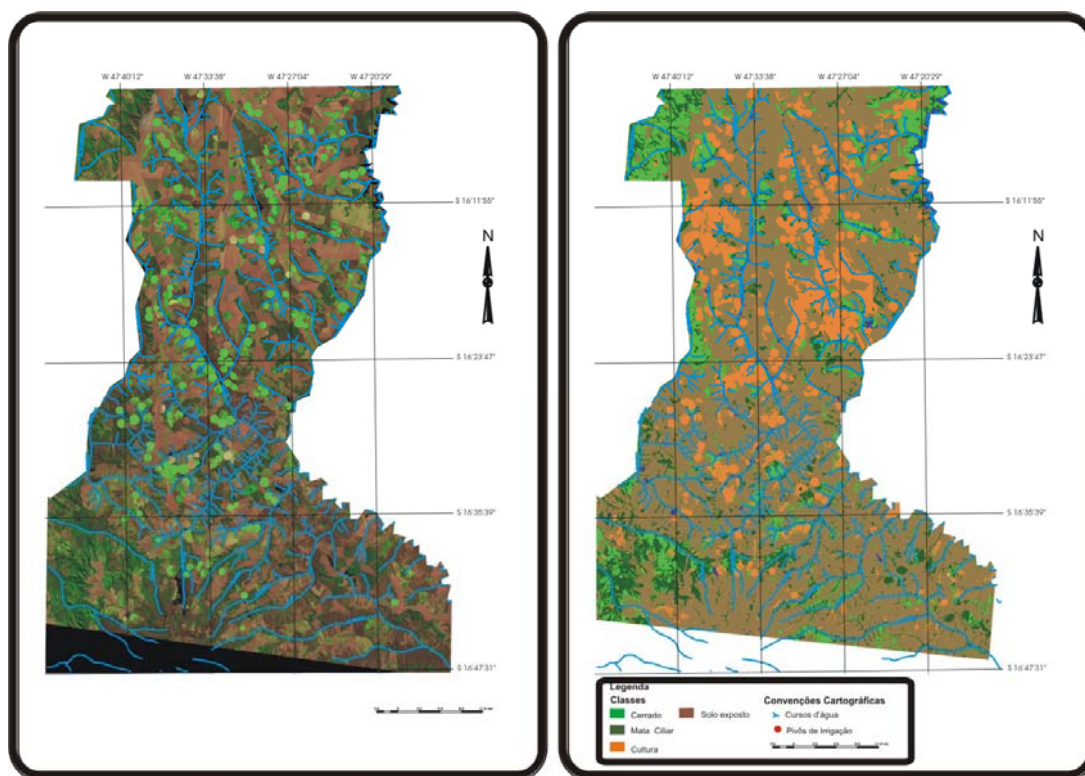 W 47'40'12" W 47'33'38" W 47'27'04" W 47'20'29"
S 16'11'55"
N
S 16'23'47"
S 16'35'39"
S 16'47'31"
W 47'40'12" W 47'33'38" W 47'27'04" W 47'20'29"
S 16'11'55"
N
S 16'23'47"
S 16'35'39"
S 16'47'31"
Legenda
Classes
Cerrado
Solo exposto
Mata Ciliar
Cultura
Convenções Cartográficas
Cursos d'água
Pivôs de Irrigação